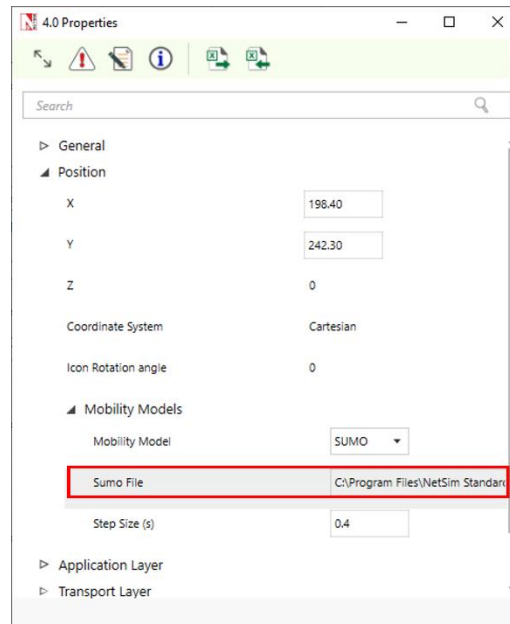 4.0 Properties
Search
General
Position
X 198.40
Y 242.30
Z 0
Coordinate System Cartesian
Icon Rotation angle 0
Mobility Models
Mobility Model SUMO
Sumo File C:\Program Files\NetSim Standard
Step Size (s) 0.4
Application Layer
Transport Layer